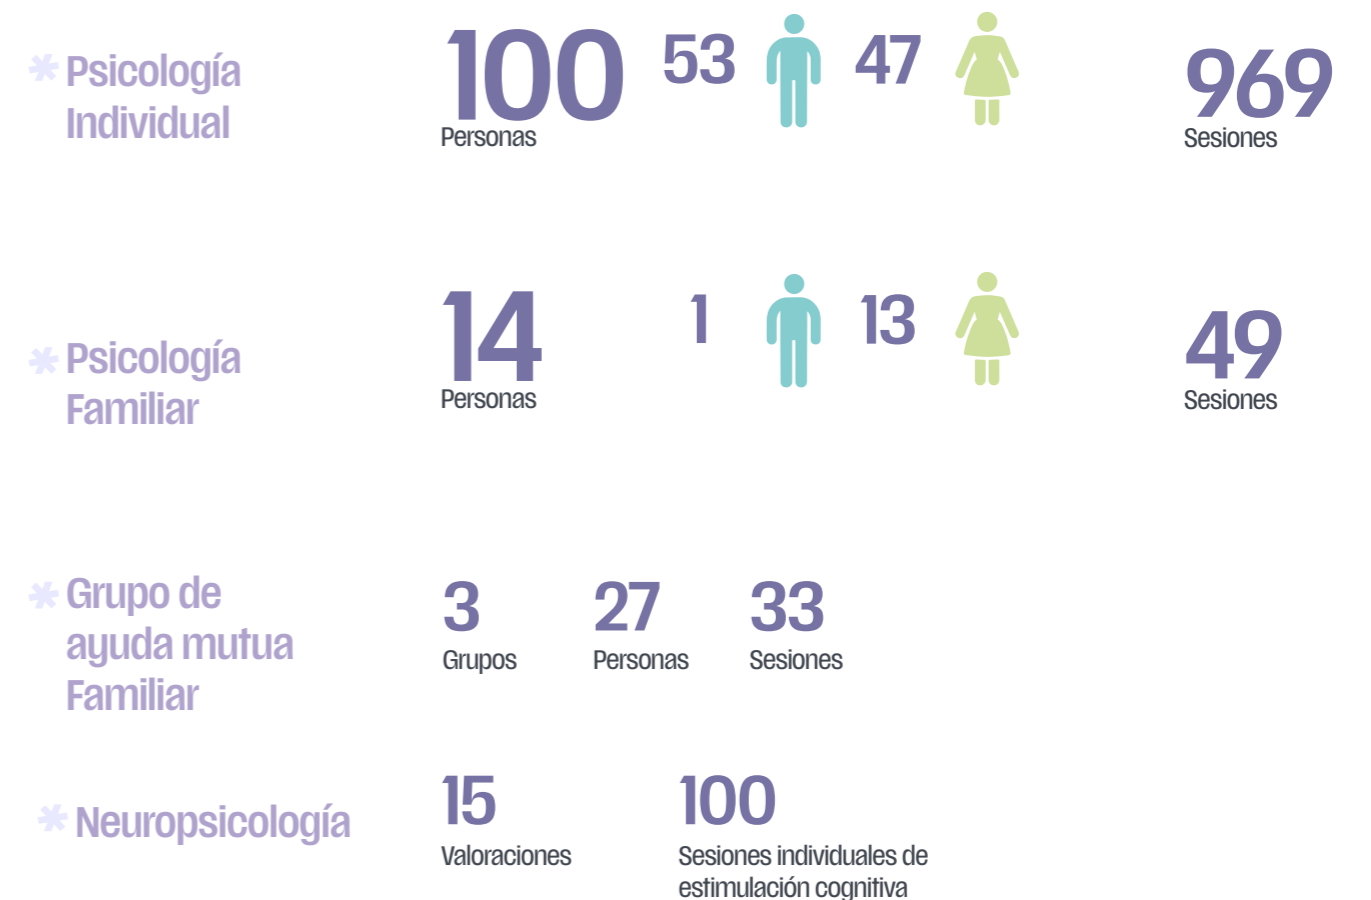 Psicología
Individual
100
Personas
53
47
969
Sesiones
Psicología
Familiar
14
Personas
1
13
49
Sesiones
Grupo de
ayuda mutua
Familiar
3
Grupos
27
Personas
33
Sesiones
Neuropsicología
15
Valoraciones
100
Sesiones individuales de
estimulación cognitiva